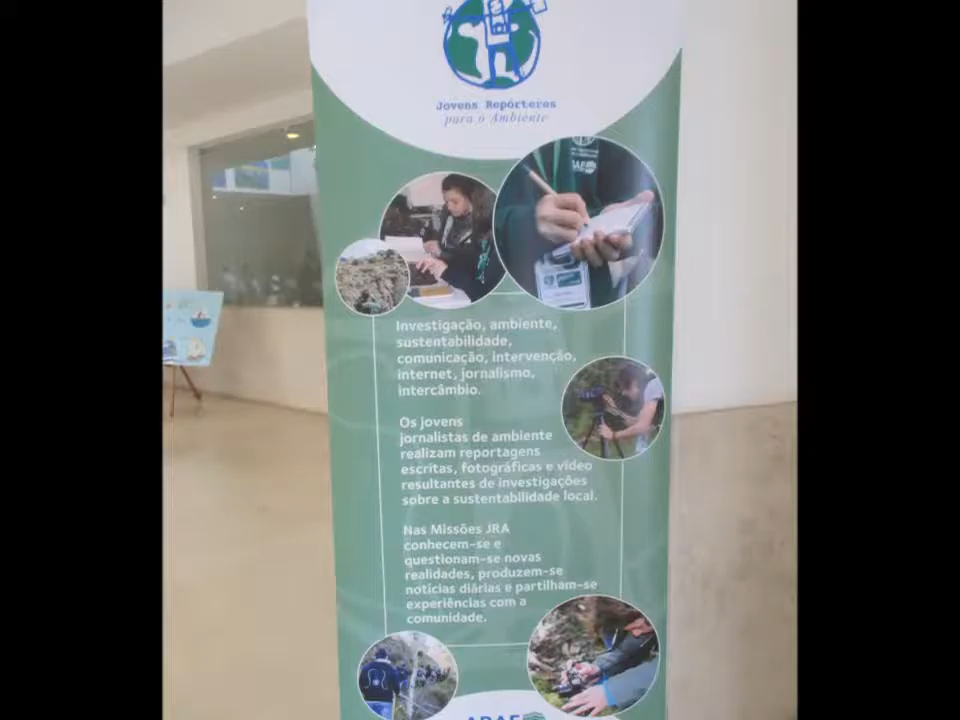 Jovens Repórteres
para o Ambiente
Investigação, ambiente,
sustentabilidade,
comunicação, intervenção,
internet, jornalismo,
intercâmbio.
Os jovens
jornalistas de ambiente
realizam reportagens
escritas, fotográficas e vídeo
resultantes de investigações
sobre a sustentabilidade local.
Nas Missões JRA
conhecem-se e
questionam-se novas
realidades, produzem-se
notícias diárias e partilham-se
experiências com a
comunidade.